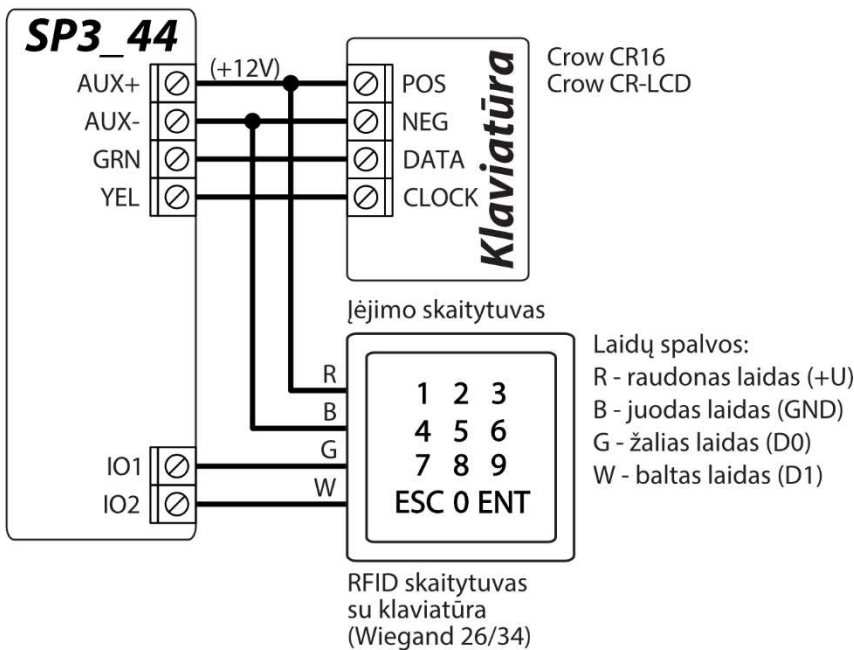 SP3_44
AUX+
AUX-
GRN
YEL
(+12V)
POS
NEG
DATA
CLOCK
Klaviatūra
Crow CR16
Crow CR-LCD
Įėjimo skaitytuvas
R
B
G
W
IO1
IO2
1 2 3
4 5 6
7 8 9
ESC 0 ENT
Laidų spalvos:
R - raudonas laidas (+U)
B - juodas laidas (GND)
G - žalias laidas (D0)
W - baltas laidas (D1)
RFID skaitytuvas
su klaviatūra
(Wiegand 26/34)